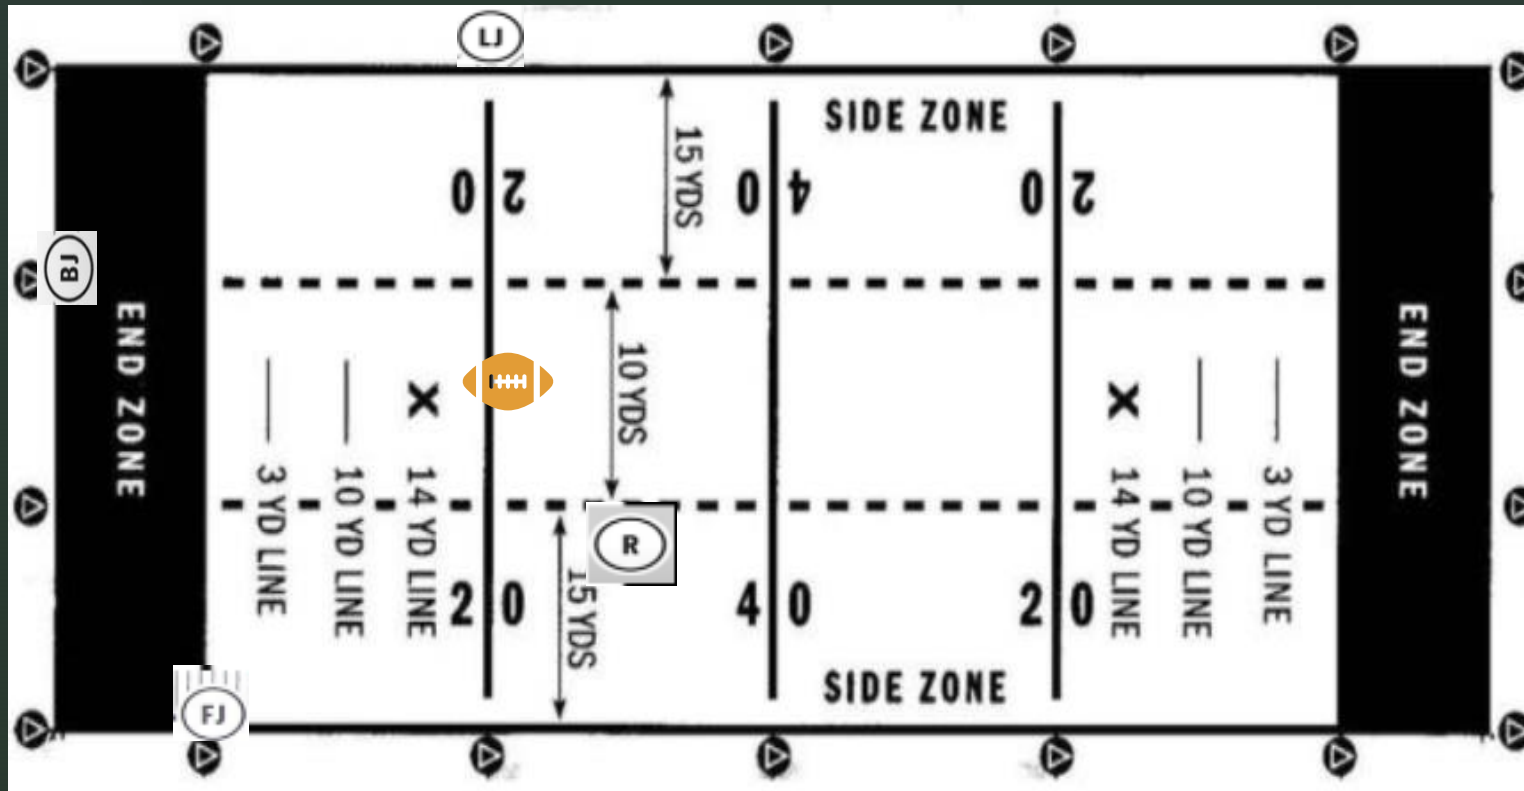 LJ
SIDE ZONE
15 YDS
2 0
4 0
2 0
BJ
END ZONE
END ZONE
10 YDS
3 YD LINE
10 YD LINE
14 YD LINE
14 YD LINE
10 YD LINE
3 YD LINE
R
15 YDS
2 0
4 0
2 0
SIDE ZONE
FJ